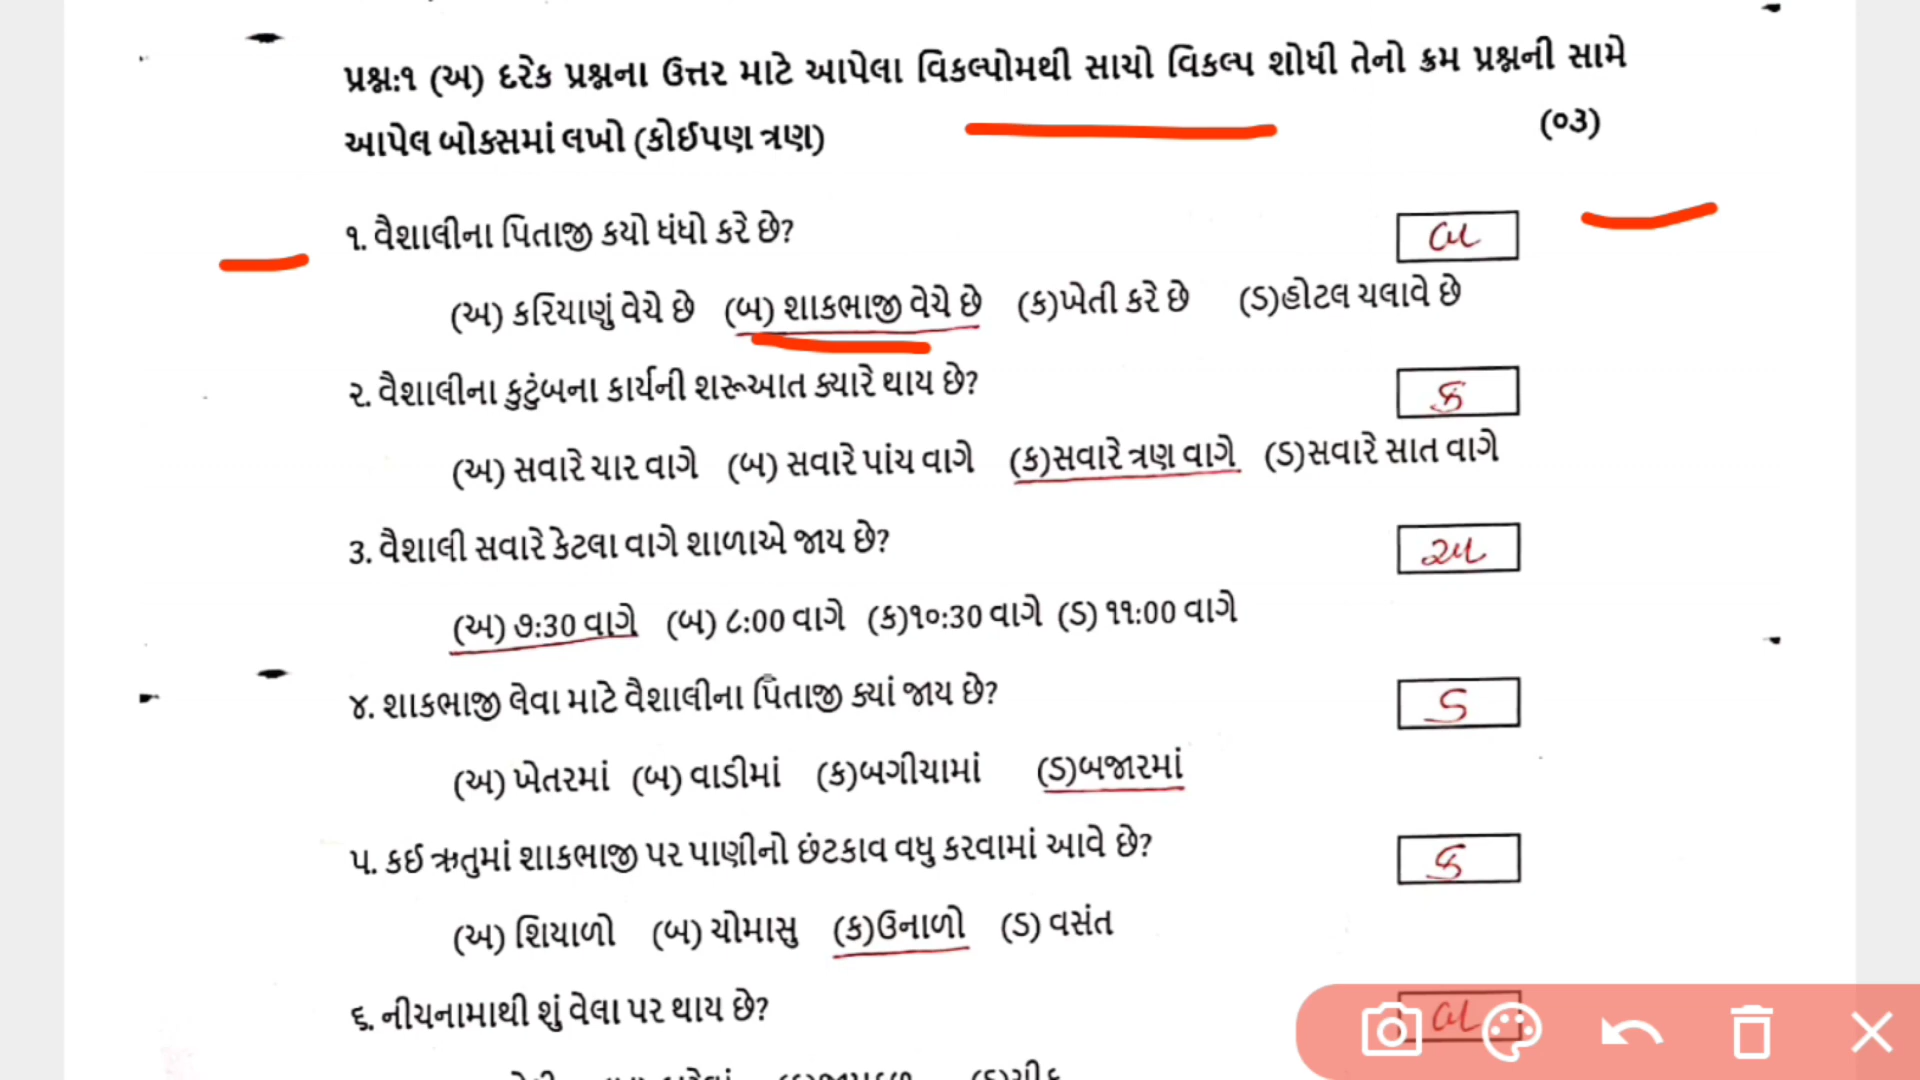 પ્રશ્ન:૧ (અ) દરેક પ્રશ્નના ઉત્તર માટે આપેલા વિકલ્પોમથી સાચો વિકલ્પ શોધી તેનો ક્રમ પ્રશ્નની સામે
આપેલ બોક્સમાં લખો (કોઈપણ ત્રણ) (૦૩)
૧. વૈશાલીના પિતાજી કયો ધંધો કરે છે? બ
(અ) કરિયાણું વેચે છે (બ) શાકભાજી વેચે છે (ક)ખેતી કરે છે (ડ)હોટલ ચલાવે છે
૨. વૈશાલીના કુટુંબના કાર્યની શરૂઆત ક્યારે થાય છે? ક
(અ) સવારે ચાર વાગે (બ) સવારે પાંચ વાગે (ક)સવારે ત્રણ વાગે (ડ)સવારે સાત વાગે
3. વૈશાલી સવારે કેટલા વાગે શાળાએ જાય છે? અ
(અ) ૭:30 વાગે (બ) ૮:00 વાગે (ક)૧૦:30 વાગે (ડ) ૧૧:00 વાગે
૪. શાકભાજી લેવા માટે વૈશાલીના પિતાજી ક્યાં જાય છે? ડ
(અ) ખેતરમાં (બ) વાડીમાં (ક)બગીચામાં (ડ)બજારમાં
૫. કઈ ઋતુમાં શાકભાજી પર પાણીનો છંટકાવ વધુ કરવામાં આવે છે? ક
(અ) શિયાળો (બ) ચોમાસુ (ક)ઉનાળો (ડ) વસંત
૬. નીચનામાથી શું વેલા પર થાય છે? બ